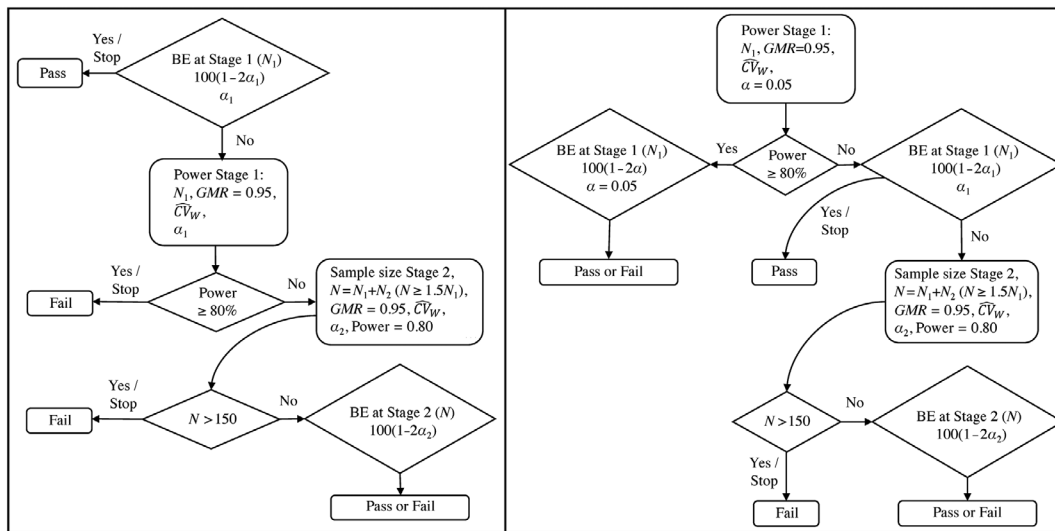 Yes /
Stop
Pass
BE at Stage 1 (N₁)
100(1−2α₁)
α₁
No
Power Stage 1:
N₁, GMR = 0.95,
C͡V_W,
α₁
Yes /
Stop
Fail
Power
≥ 80%
No
Sample size Stage 2,
N=N₁+N₂ (N ≥ 1.5N₁),
GMR = 0.95, C͡V_W,
α₂, Power = 0.80
Yes /
Stop
Fail
N > 150
No
BE at Stage 2 (N)
100(1−2α₂)
Pass or Fail
Power Stage 1:
N₁, GMR=0.95,
C͡V_W,
α = 0.05
BE at Stage 1 (N₁)
100(1−2α)
α = 0.05
Yes
Power
≥ 80%
No
BE at Stage 1 (N₁)
100(1−2α₁)
α₁
Pass or Fail
Yes /
Stop
Pass
No
Sample size Stage 2,
N=N₁+N₂ (N ≥ 1.5N₁),
GMR = 0.95, C͡V_W,
α₂, Power = 0.80
N > 150
No
BE at Stage 2 (N)
100(1−2α₂)
Yes /
Stop
Fail
Pass or Fail